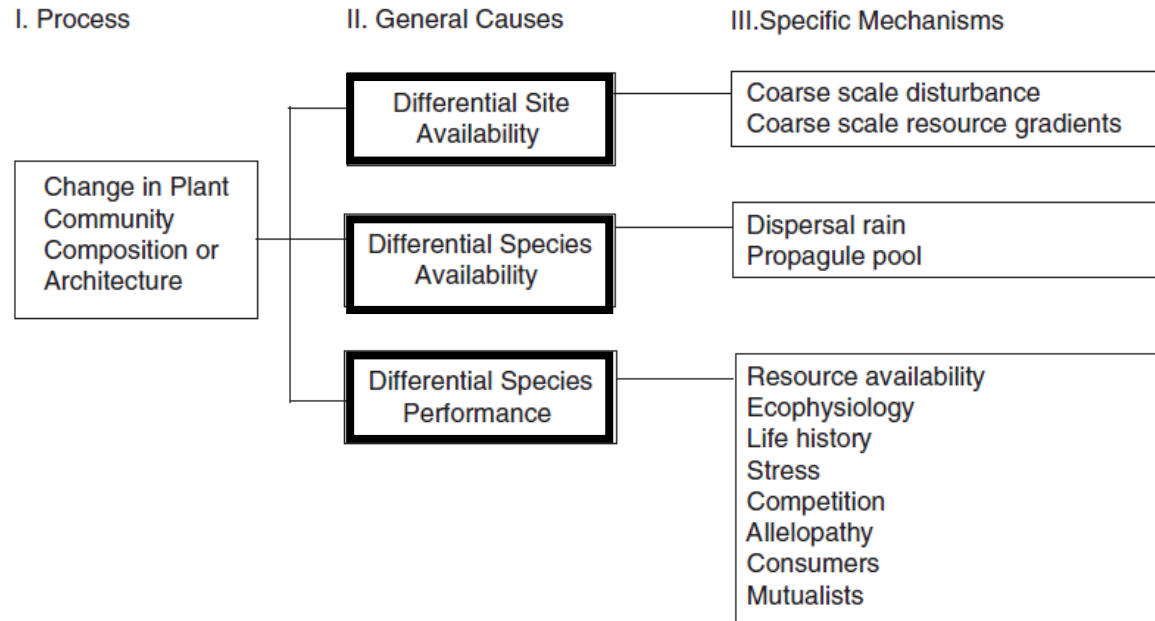 I. Process
II. General Causes
III.Specific Mechanisms
Change in Plant
Community
Composition or
Architecture
Differential Site
Availability
Coarse scale disturbance
Coarse scale resource gradients
Differential Species
Availability
Dispersal rain
Propagule pool
Differential Species
Performance
Resource availability
Ecophysiology
Life history
Stress
Competition
Allelopathy
Consumers
Mutualists